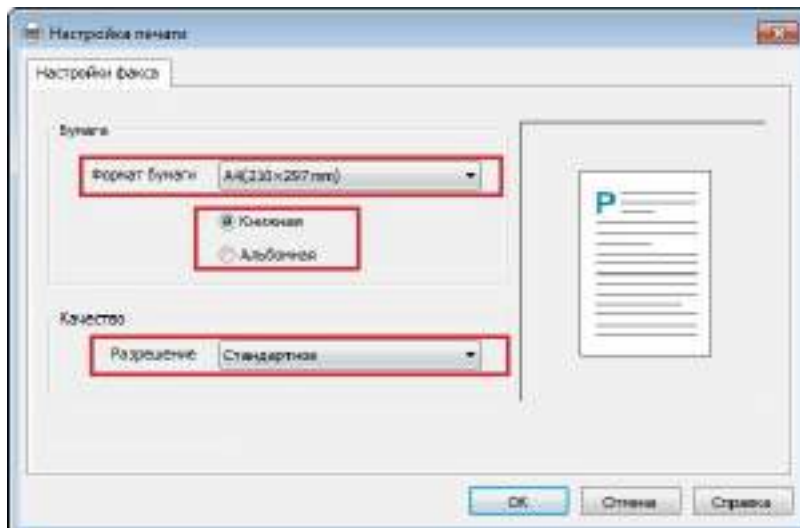 Настройка печати
Настройки факса
Бумага
Формат бумаги A4(210×297mm)
Книжная
Альбомная
Качество
Разрешение Стандартное
P
OK Отмена Справка